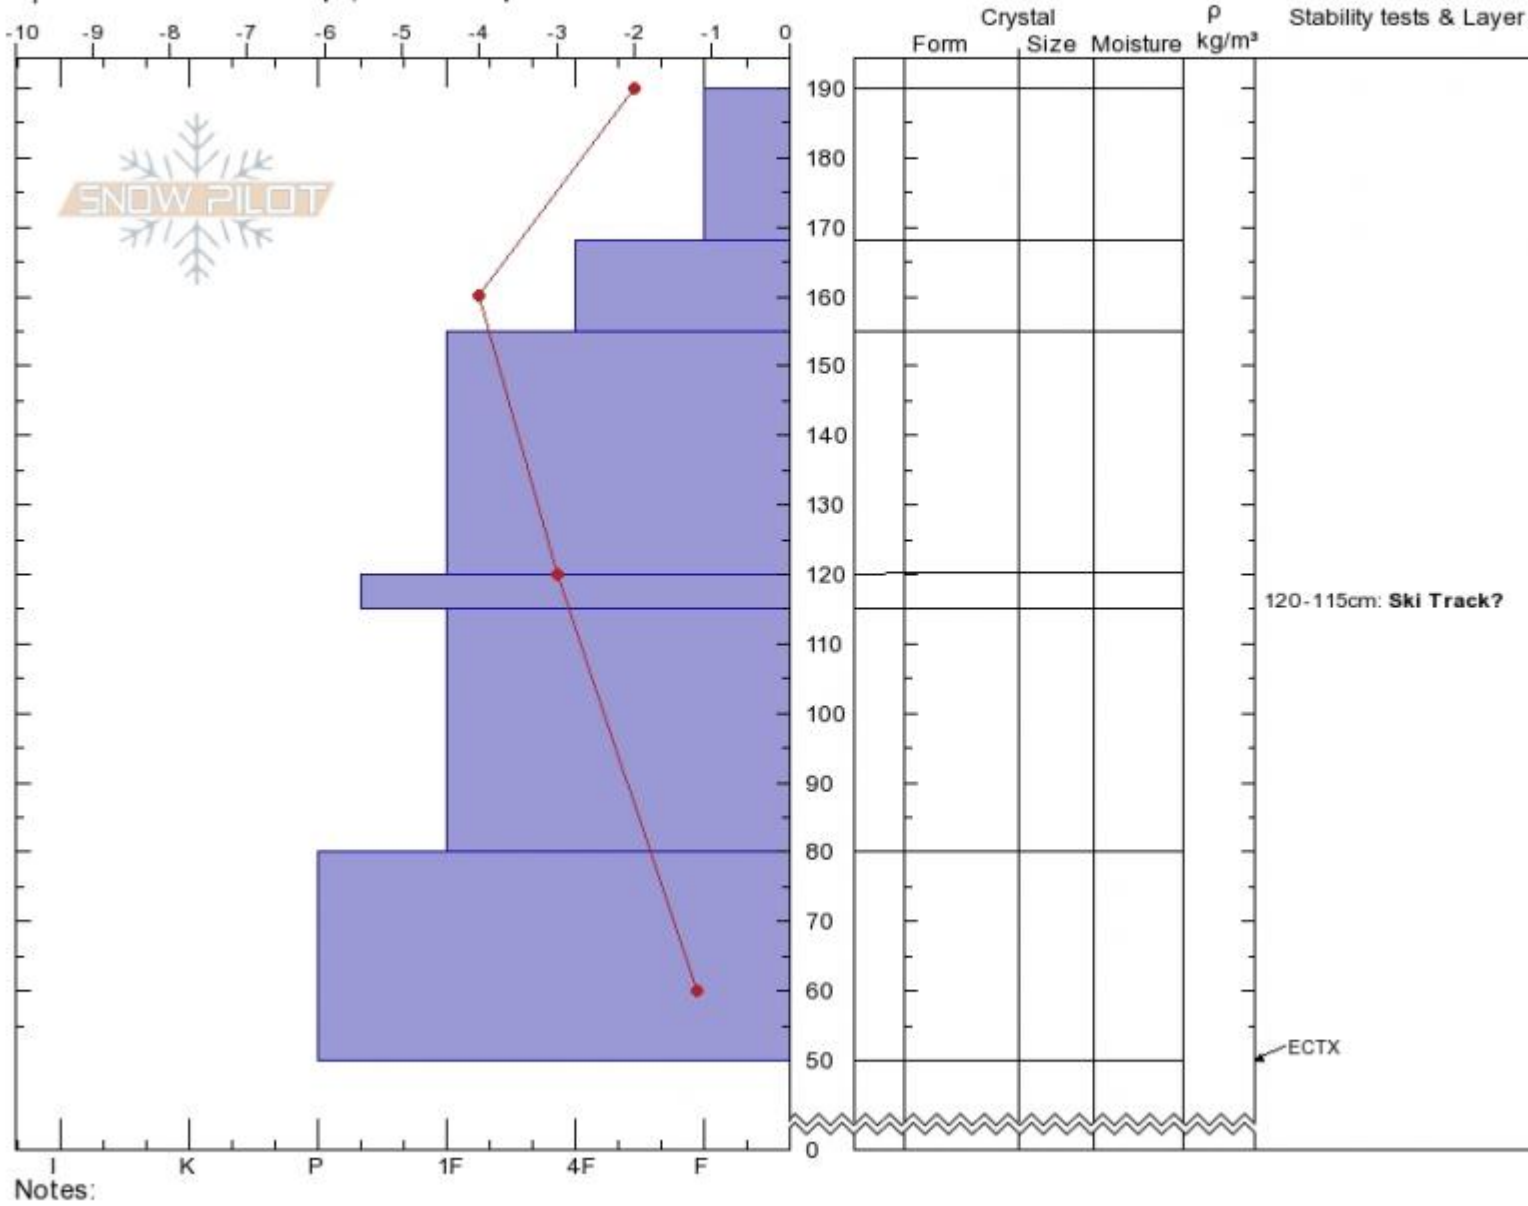 -10 -9 -8 -7 -6 -5 -4 -3 -2 -1 0
Crystal
ρ
Stability tests & Layer
Form Size Moisture kg/m³
190
SNOW PILOT
180
170
160
150
140
130
120
120-115cm: Ski Track?
110
100
90
80
70
60
50
ECTX
0
I K P 1F 4F F
Notes: